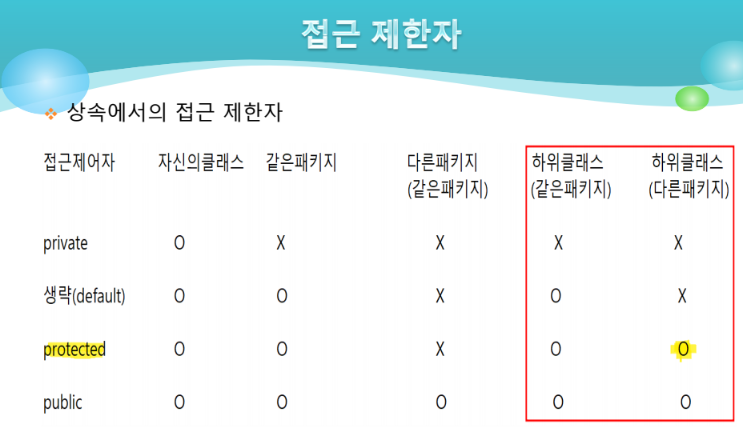 접근 제한자
상속에서의 접근 제한자
접근제어자 자신의클래스 같은패키지 다른패키지 하위클래스 하위클래스
(같은패키지) (같은패키지) (다른패키지)
private O X X X X
생략(default) O O X O X
protected O O X O O
public O O O O O